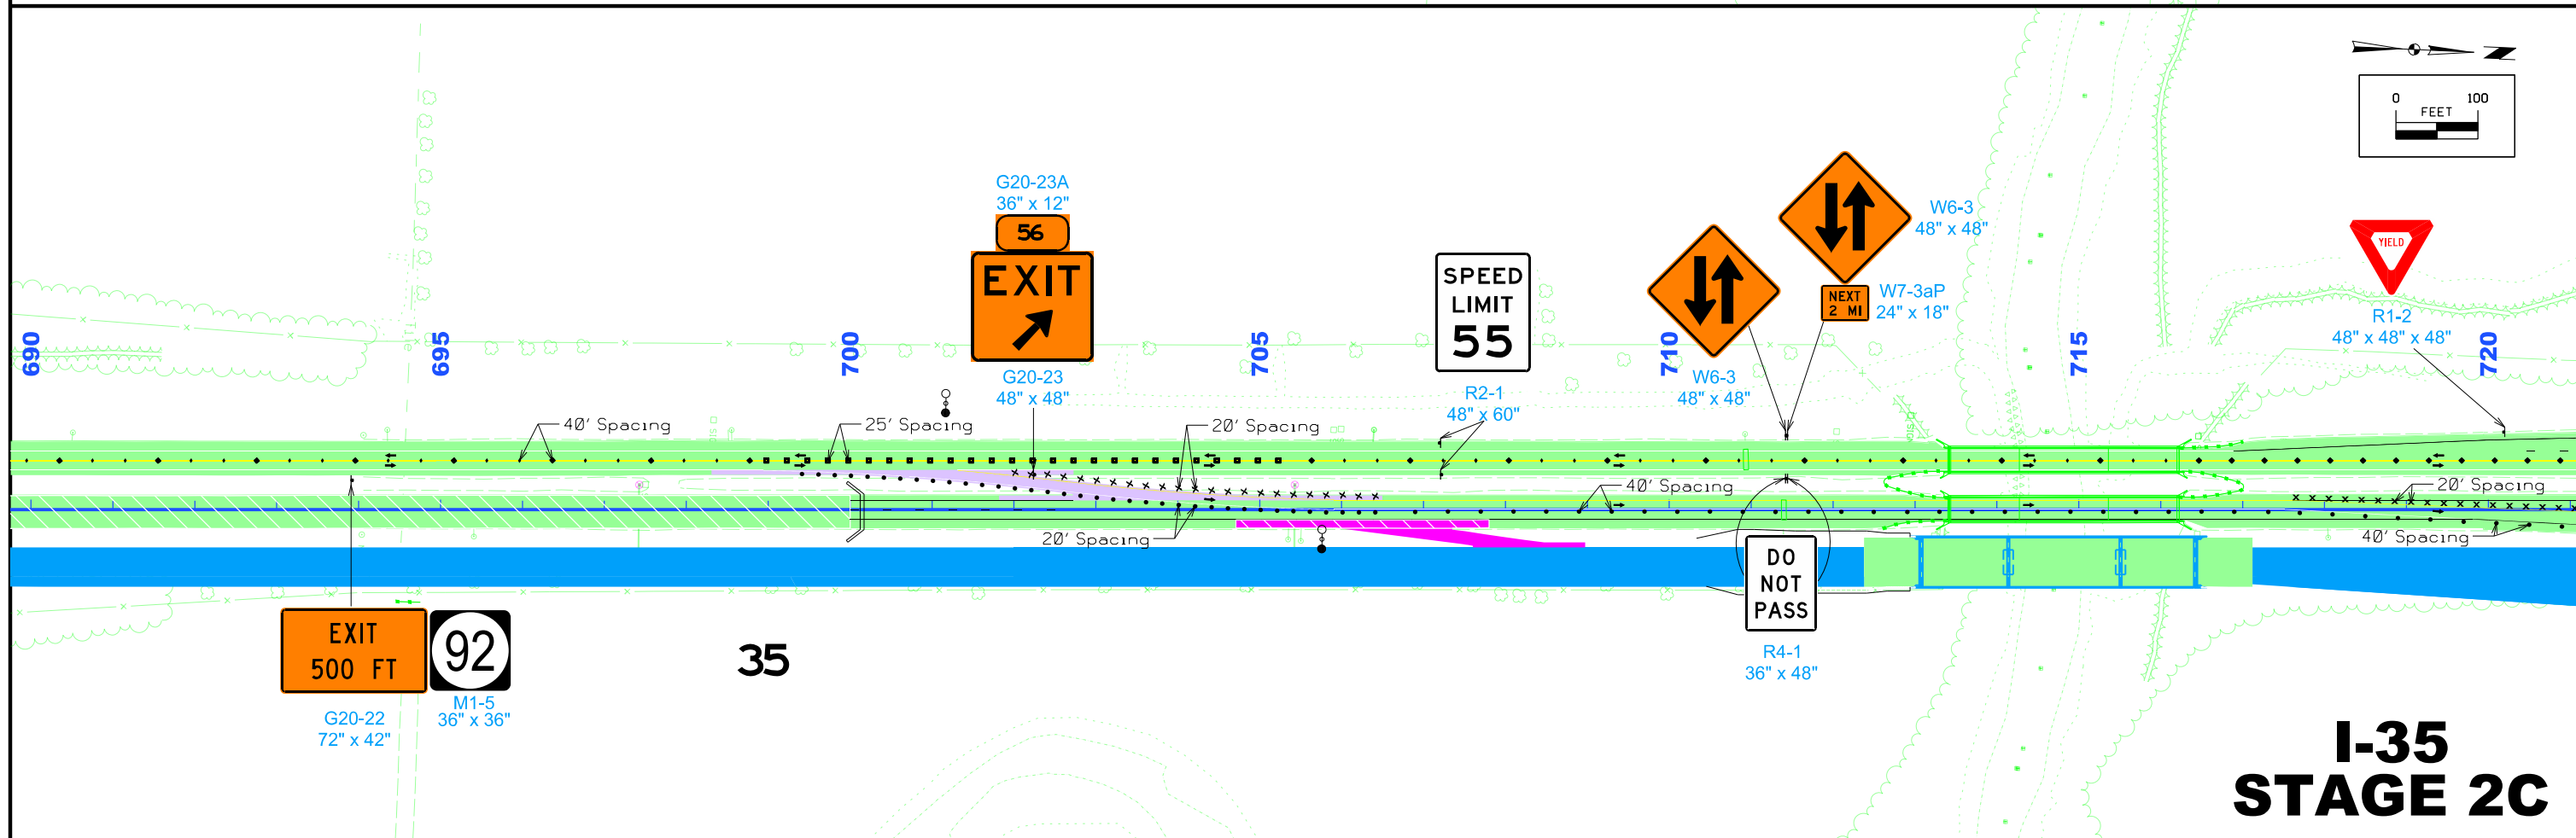 0 100
FEET
G20-23A
36" x 12"
56
EXIT
G20-23
48" x 48"
SPEED
LIMIT
55
R2-1
48" x 60"
W6-3
48" x 48"
W6-3
48" x 48"
NEXT
2 MI
W7-3aP
24" x 18"
YIELD
R1-2
48" x 48" x 48"
690
695
700
705
710
715
720
40' Spacing
25' Spacing
20' Spacing
40' Spacing
20' Spacing
20' Spacing
40' Spacing
EXIT
500 FT
92
M1-5
36" x 36"
G20-22
72" x 42"
35
DO
NOT
PASS
R4-1
36" x 48"
I-35
STAGE 2C